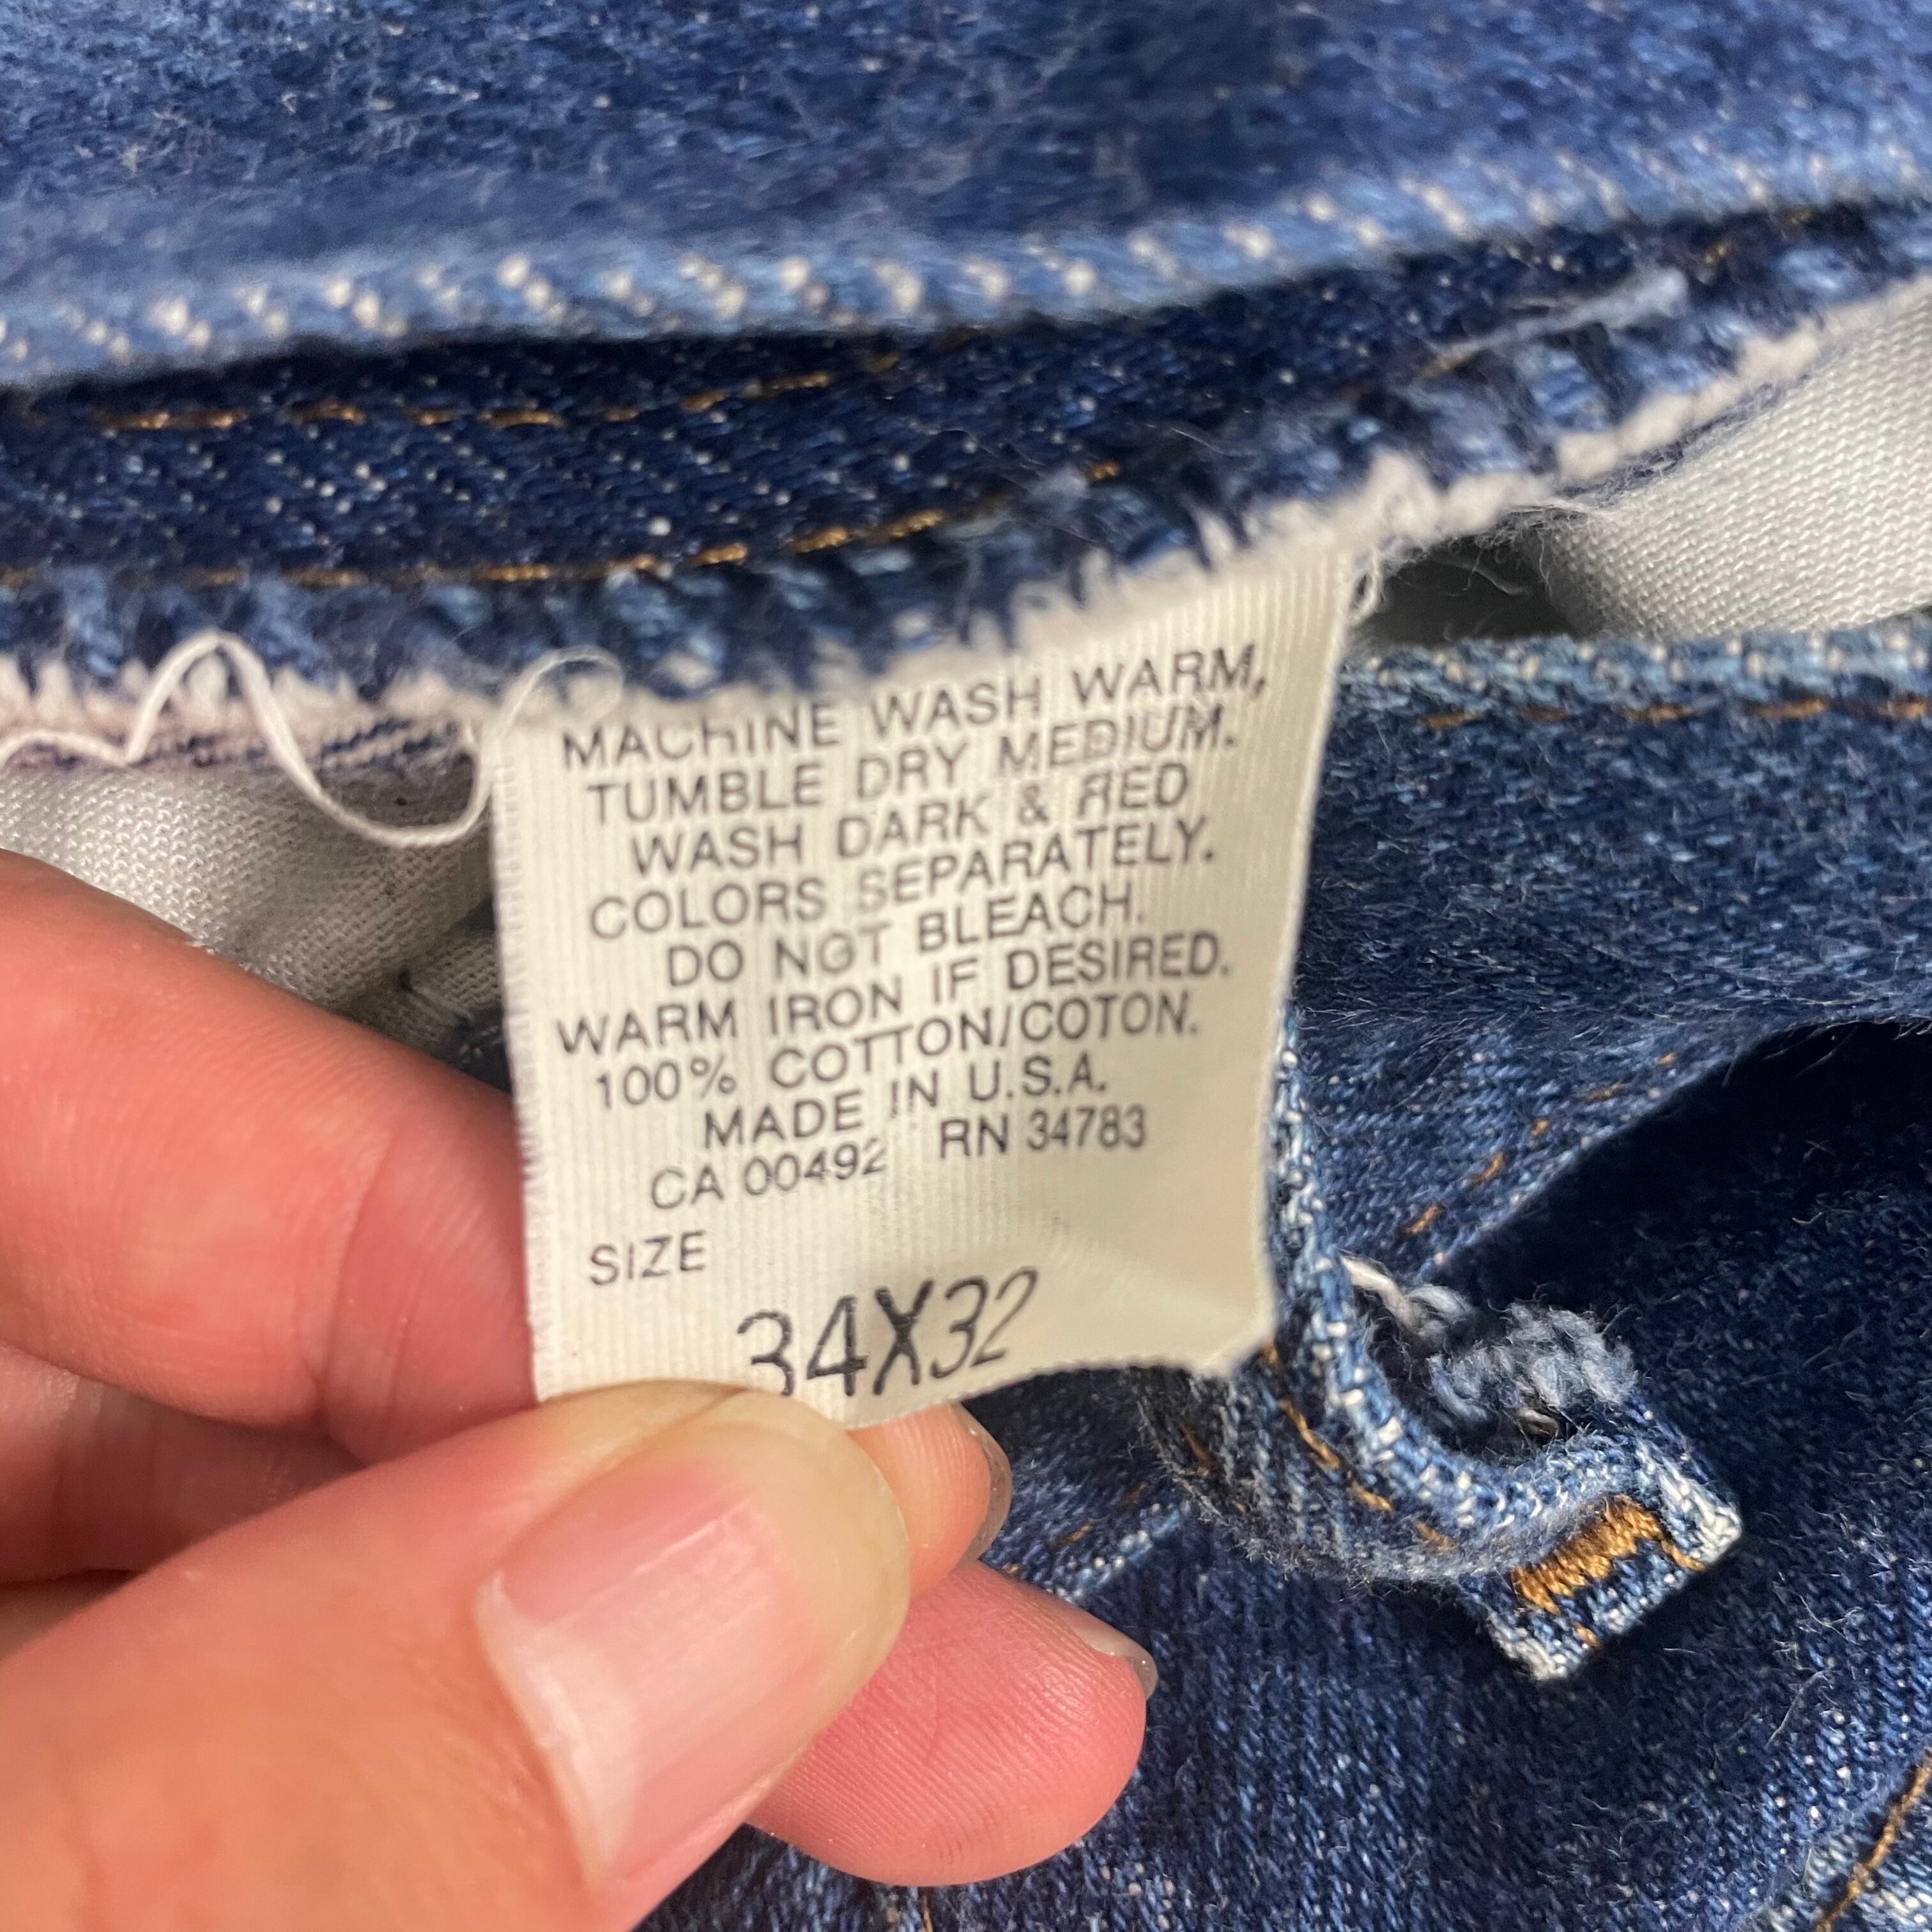 MACHINE WASH WARM,
TUMBLE DRY MEDIUM.
WASH DARK & RED
COLORS SEPARATELY.
DO NOT BLEACH.
WARM IRON IF DESIRED.
100% COTTON/COTON.
MADE IN U.S.A.
CA 00492 RN 34783
SIZE
34X32